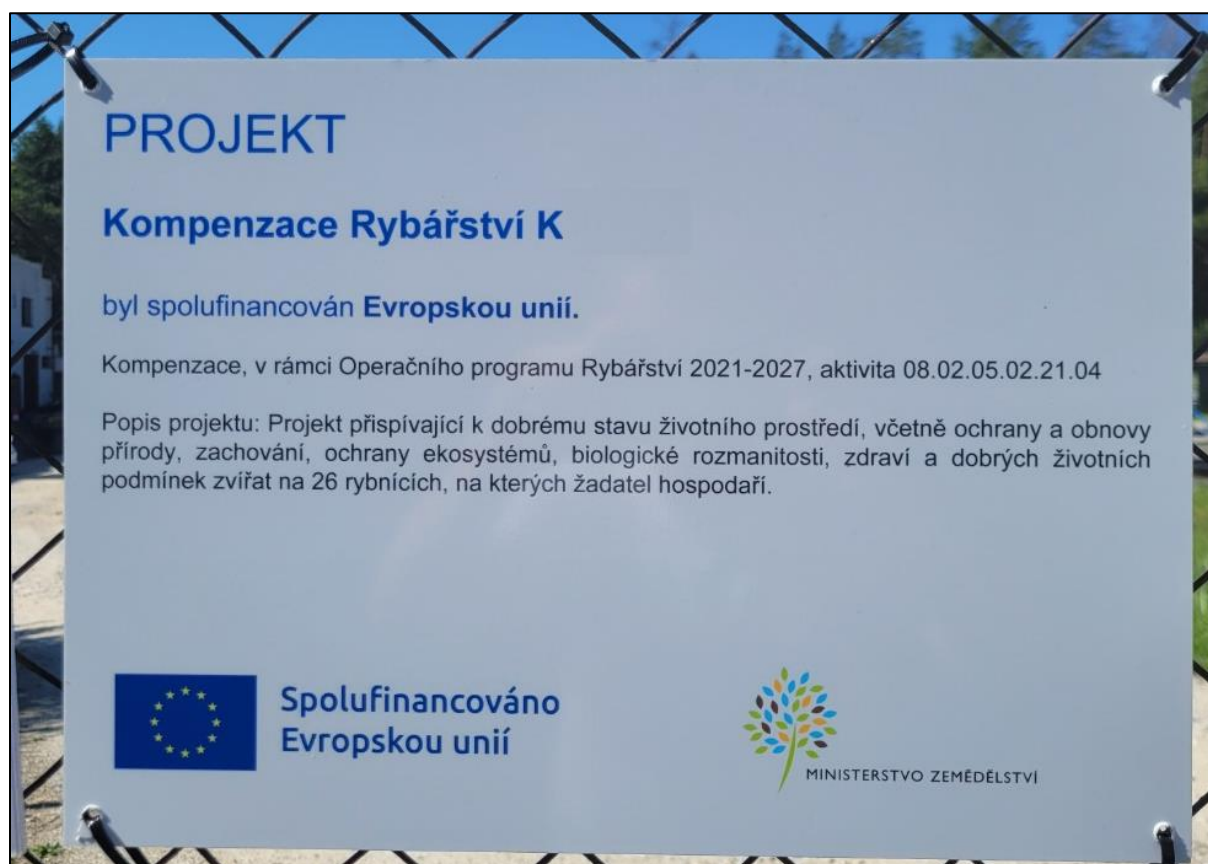 PROJEKT
Kompenzace Rybářství K
byl spolufinancován Evropskou unií.
Kompenzace, v rámci Operačního programu Rybářství 2021-2027, aktivita 08.02.05.02.21.04
Popis projektu: Projekt přispívající k dobrému stavu životního prostředí, včetně ochrany a obnovy
přírody, zachování, ochrany ekosystémů, biologické rozmanitosti, zdraví a dobrých životních
podmínek zvířat na 26 rybnících, na kterých žadatel hospodaří.
Spolufinancováno
Evropskou unií
MINISTERSTVO ZEMĚDĚLSTVÍ